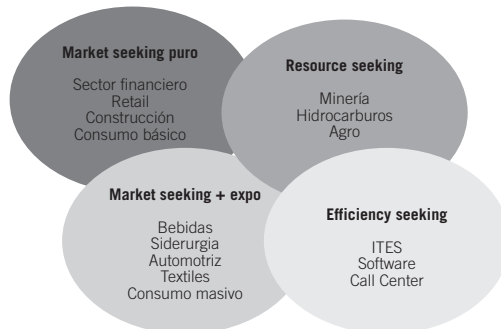 Market seeking puro
Sector financiero
Retail
Construcción
Consumo básico
Resource seeking
Minería
Hidrocarburos
Agro
Market seeking + expo
Bebidas
Siderurgia
Automotriz
Textiles
Consumo masivo
Efficiency seeking
ITES
Software
Call Center